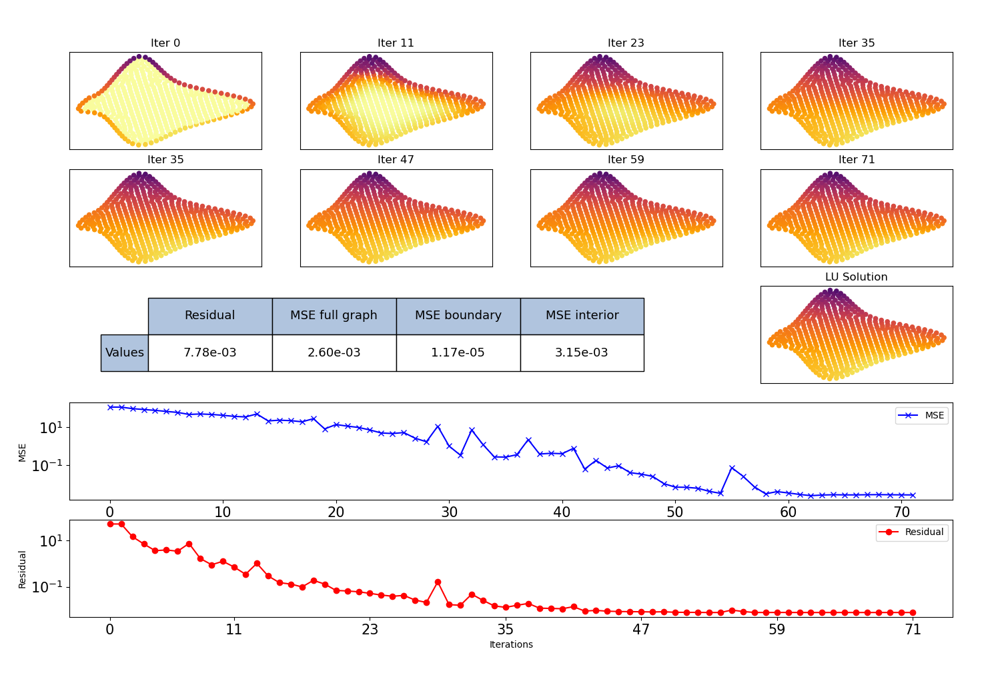 Iter 0 Iter 11 Iter 23 Iter 35
Iter 35 Iter 47 Iter 59 Iter 71
LU Solution
Residual MSE full graph MSE boundary MSE interior
Values 7.78e-03 2.60e-03 1.17e-05 3.15e-03
MSE
10^1
10^-1
MSE
0 10 20 30 40 50 60 70
Residual
10^1
10^-1
Residual
0 11 23 35 47 59 71
Iterations